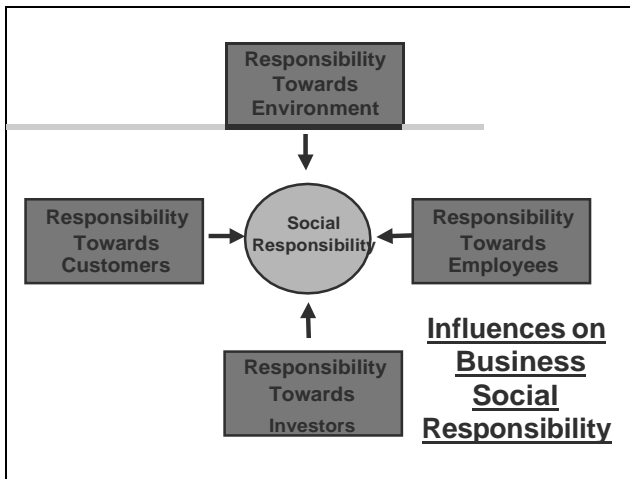 Responsibility
Towards
Environment
Responsibility
Towards
Customers
Social
Responsibility
Responsibility
Towards
Employees
Responsibility
Towards
Investors
Influences on
Business
Social
Responsibility